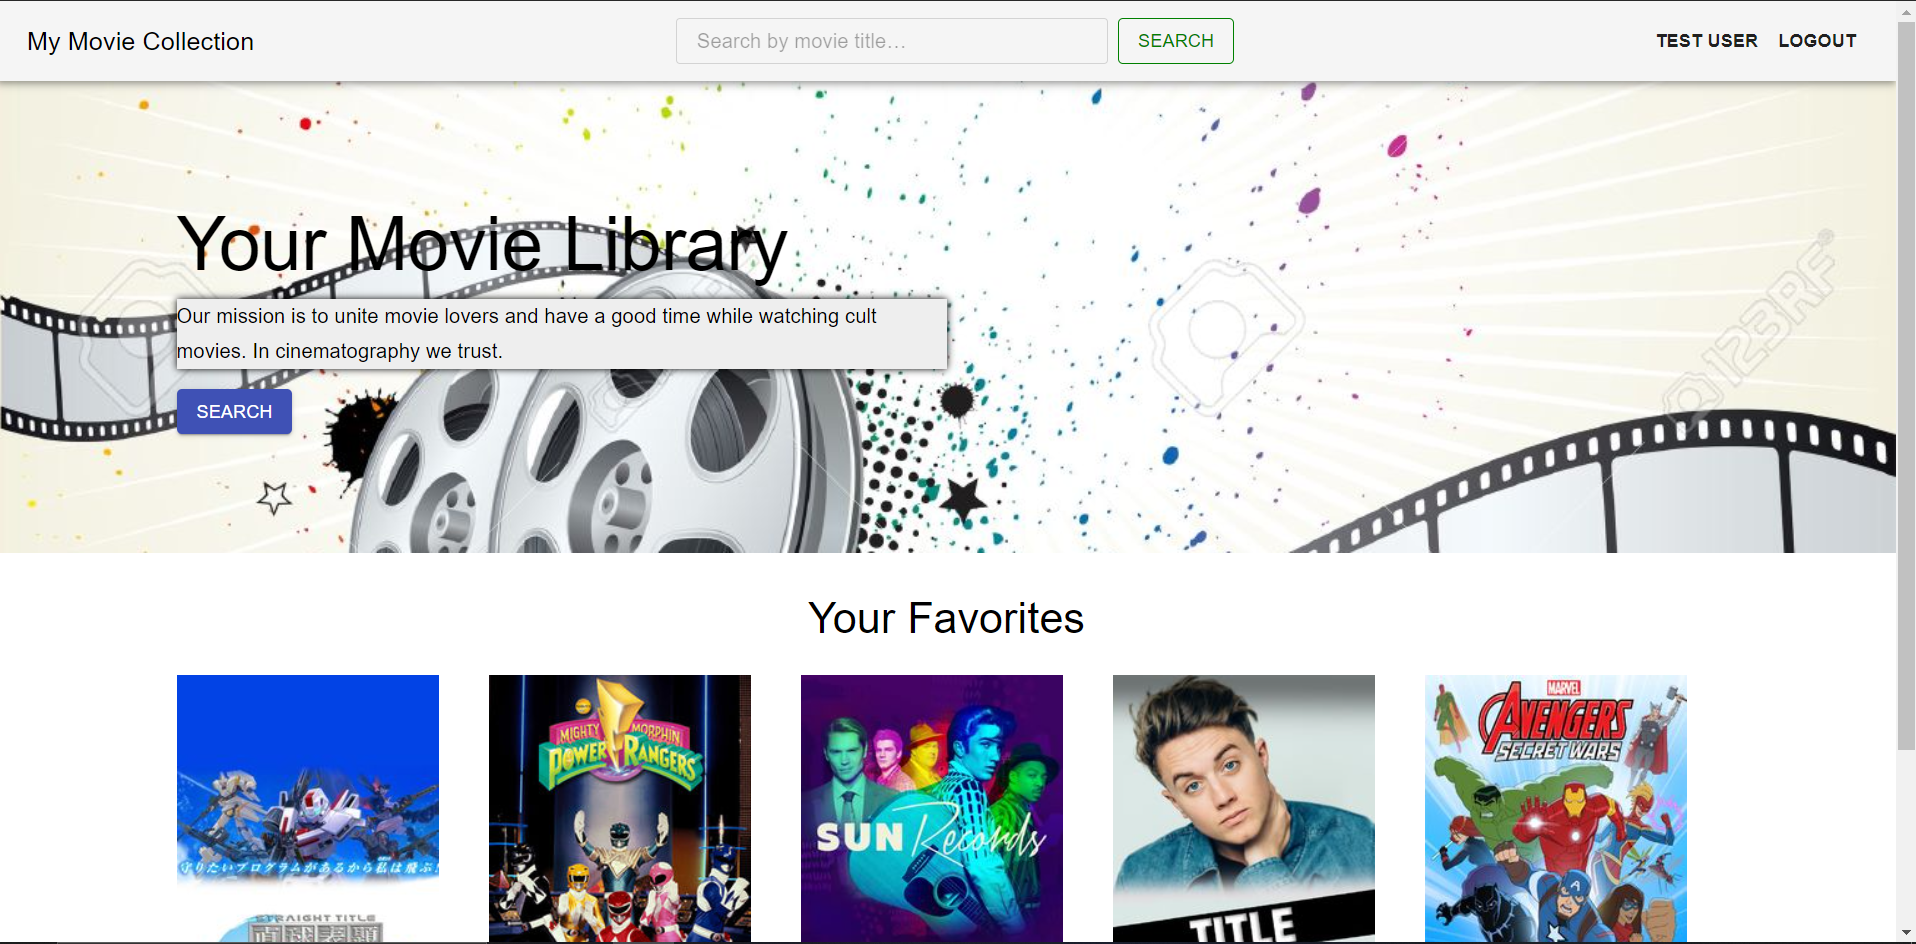 My Movie Collection
Search by movie title...
SEARCH
TEST USER
LOGOUT
Your Movie Library
Our mission is to unite movie lovers and have a good time while watching cult
movies. In cinematography we trust.
SEARCH
123RF
Your Favorites
守りたいプログラムがあるから私は飛ぶ!
STRAIGHT TITLE
MIGHTY MORPHIN
POWER RANGERS
SUN Records
TITLE
MARVEL
AVENGERS
SECRET WARS